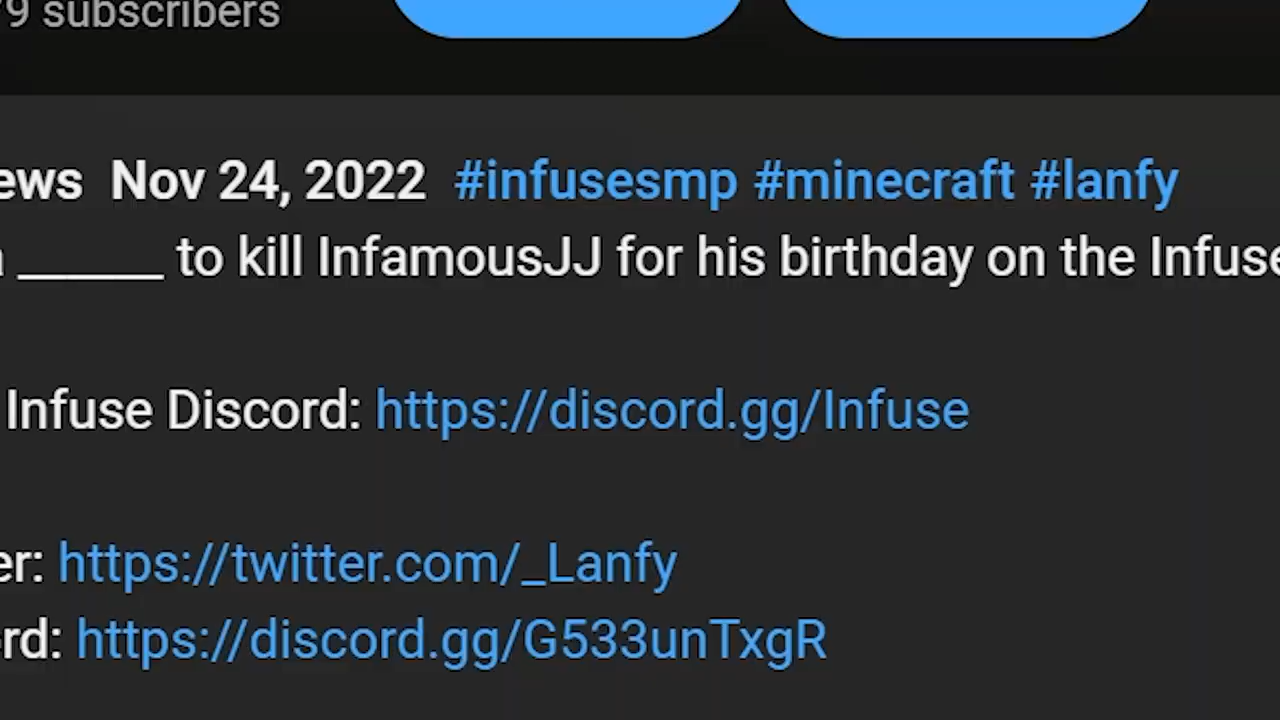 9 subscribers
ews Nov 24, 2022 #infusesmp #minecraft #lanfy
______ to kill InfamousJJ for his birthday on the Infuse
Infuse Discord: https://discord.gg/Infuse
er: https://twitter.com/_Lanfy
rd: https://discord.gg/G533unTxgR